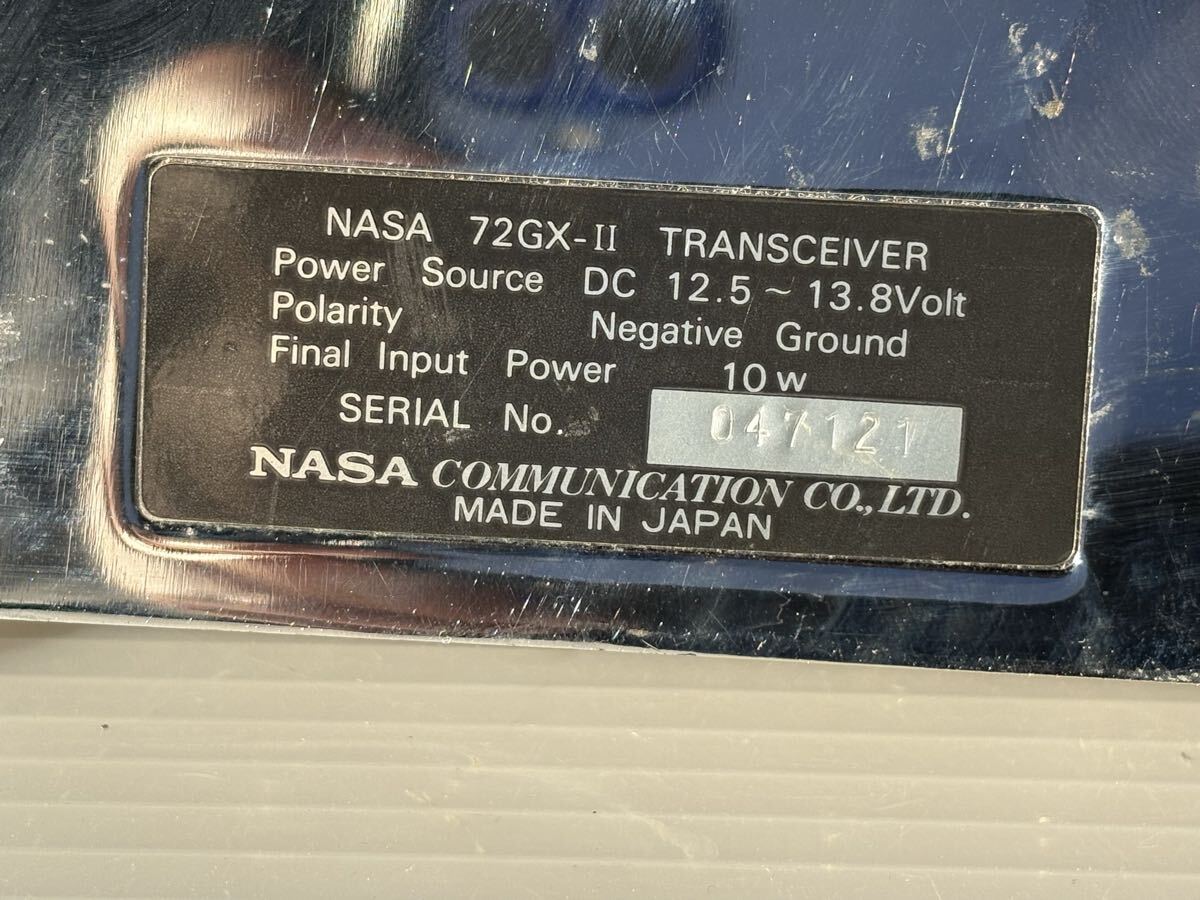 NASA 72GX-II TRANSCEIVER
Power Source DC 12.5~13.8Volt
Polarity Negative Ground
Final Input Power 10w
SERIAL No. 047121
NASA COMMUNICATION CO., LTD.
MADE IN JAPAN